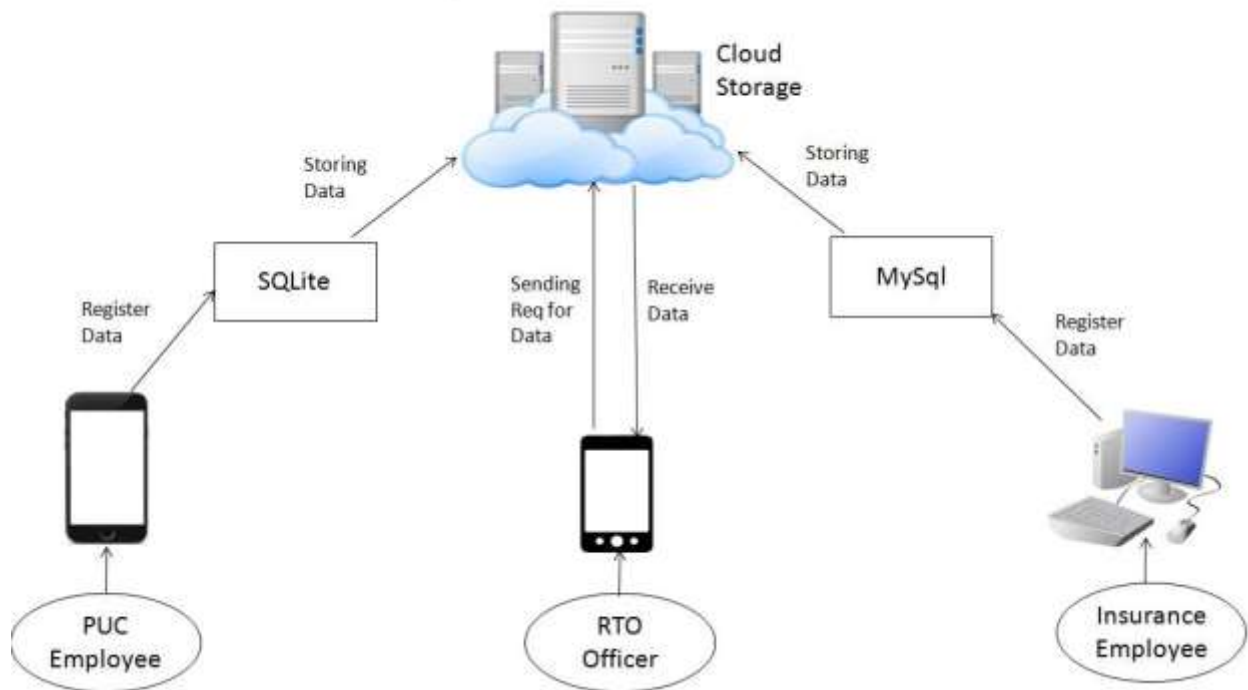 Cloud
Storage
Storing
Data
Storing
Data
SQLite
MySql
Register
Data
Sending
Req for
Data
Receive
Data
Register
Data
PUC
Employee
RTO
Officer
Insurance
Employee